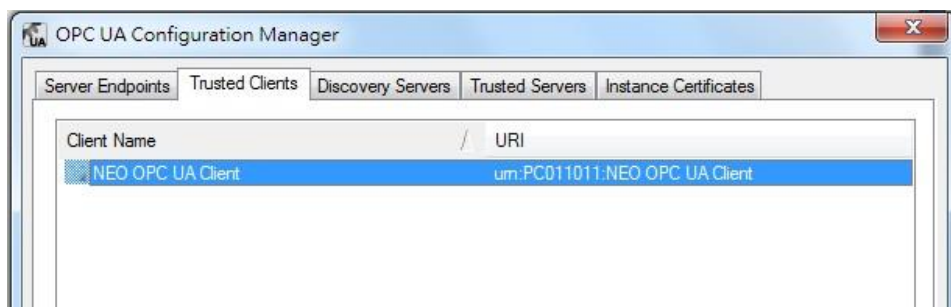 OPC UA Configuration Manager
Server Endpoints Trusted Clients Discovery Servers Trusted Servers Instance Certificates
Client Name / URI
NEO OPC UA Client urn:PC011011:NEO OPC UA Client